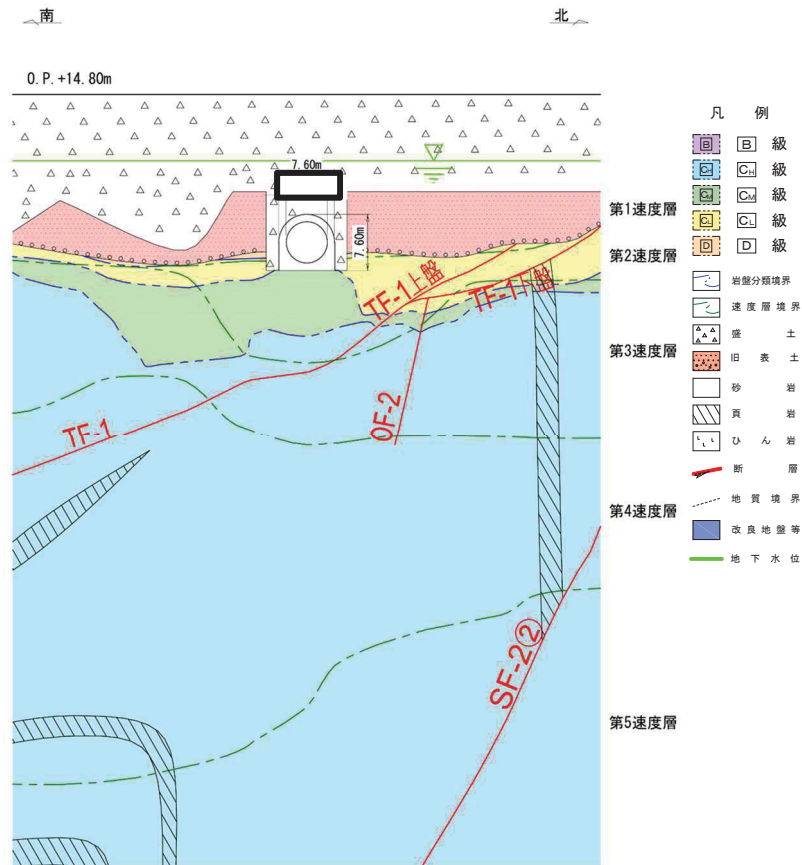 南
北
O.P.+14.80m
7.60m
7.60m
TF-1上盤
TF-1下盤
TF-1
OF-2
SF-2②
第1速度層
第2速度層
第3速度層
第4速度層
第5速度層
凡 例
B B 級
CH CH 級
CM CM 級
CL CL 級
D D 級
岩盤分類境界
速度層境界
盛土
旧表土
砂岩
頁岩
ひん岩
断層
地質境界
改良地盤等
地下水位